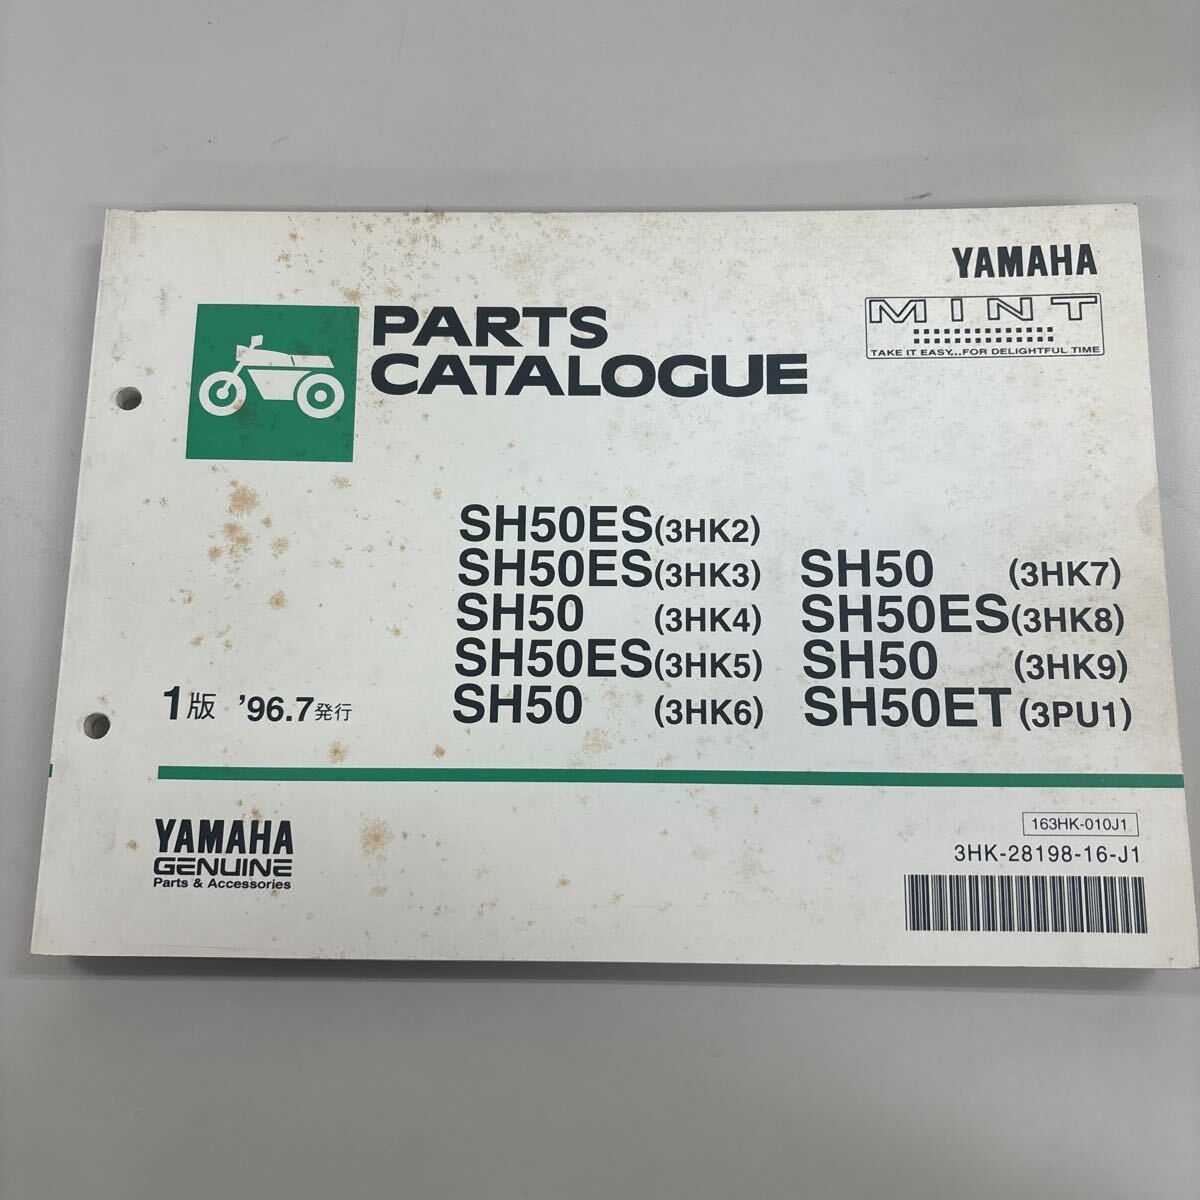 YAMAHA
MINT
TAKE IT EASY...FOR DELIGHTFUL TIME
PARTS
CATALOGUE
SH50ES(3HK2)
SH50ES(3HK3)
SH50 (3HK4)
SH50ES(3HK5)
SH50 (3HK6)
SH50 (3HK7)
SH50ES(3HK8)
SH50 (3HK9)
SH50ET(3PU1)
1版 '96.7発行
YAMAHA
GENUINE
Parts & Accessories
163HK-010J1
3HK-28198-16-J1